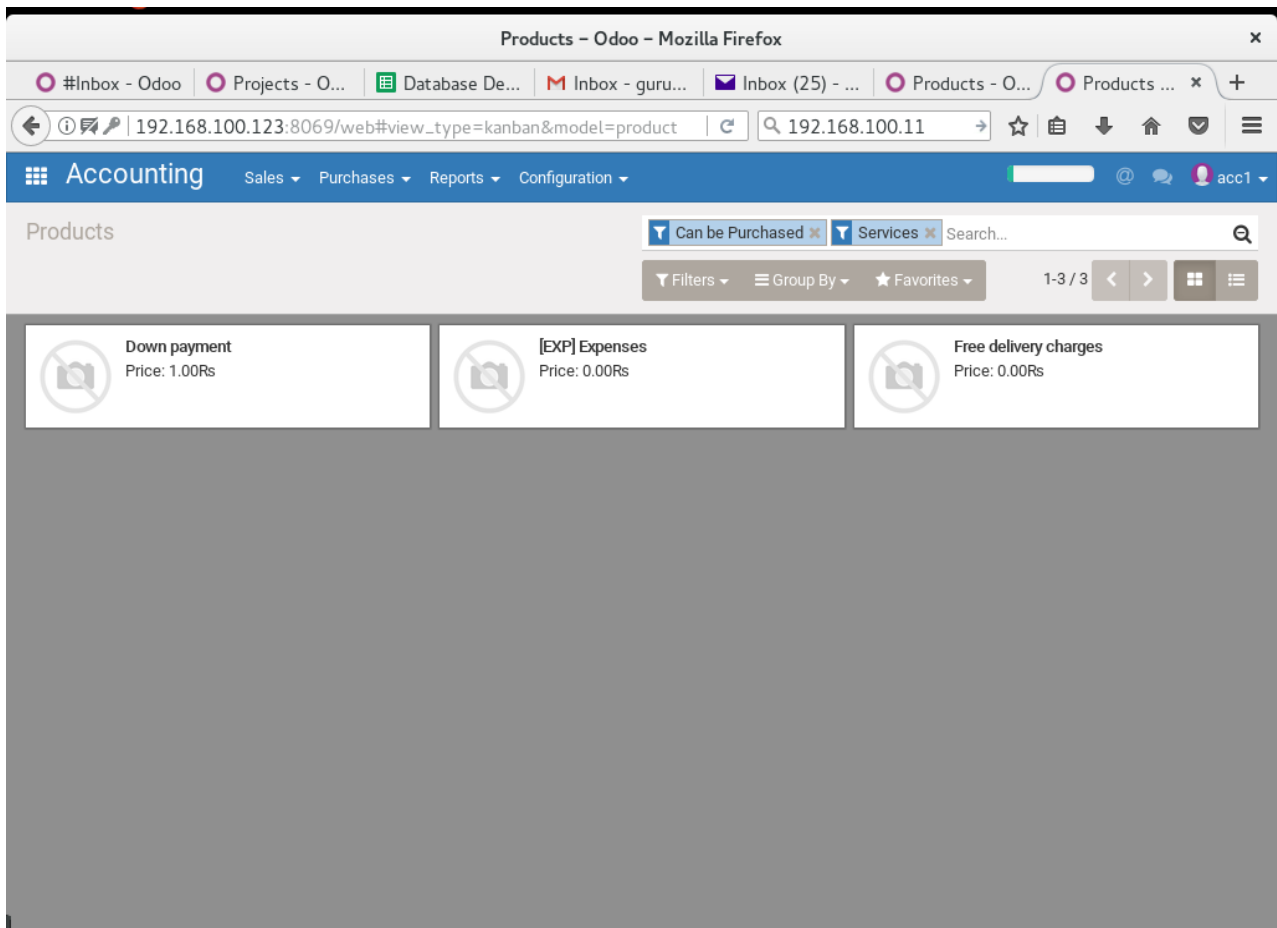 Products – Odoo – Mozilla Firefox
#Inbox - Odoo Projects - O... Database De... Inbox - guru... Inbox (25) - ... Products - O... Products ...
192.168.100.123:8069/web#view_type=kanban&model=product 192.168.100.11
Accounting Sales Purchases Reports Configuration @ acc1
Products Can be Purchased Services Search...
Filters Group By Favorites 1-3 / 3
Down payment
Price: 1.00Rs
[EXP] Expenses
Price: 0.00Rs
Free delivery charges
Price: 0.00Rs